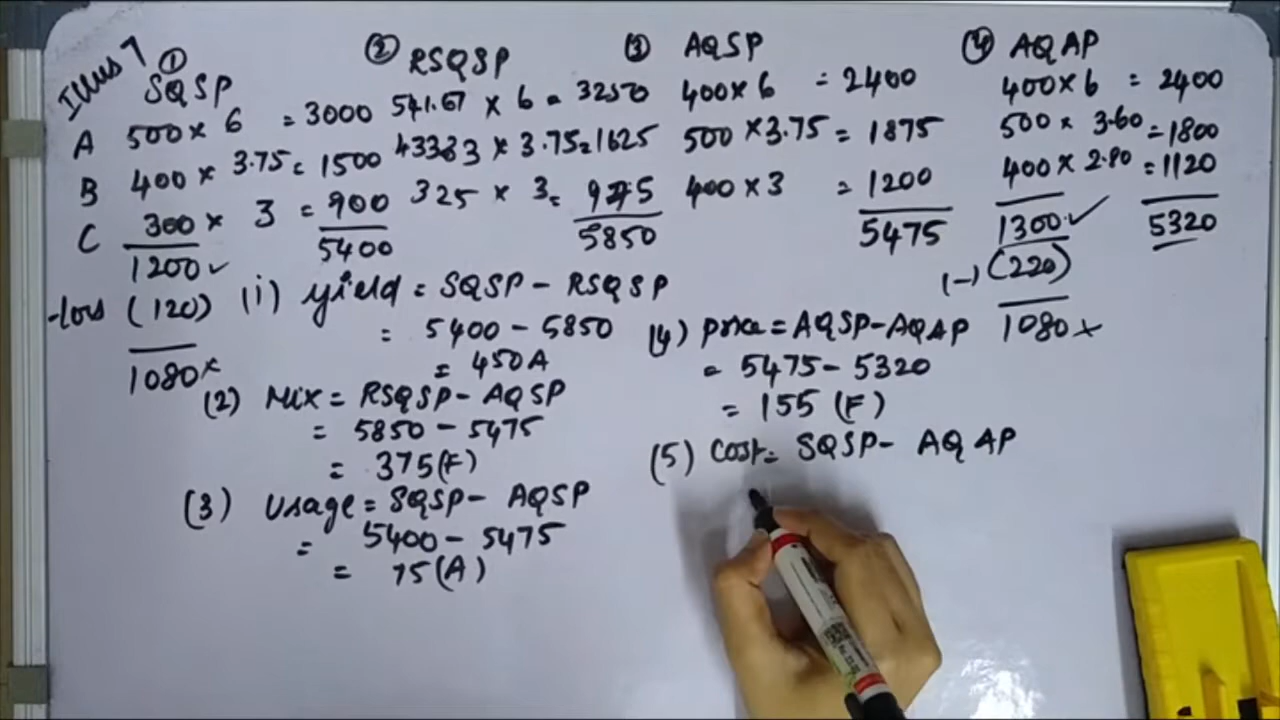 Illus 7
① SQSP ② RSQSP ③ AQSP ④ AQAP
A 500 × 6 = 3000 541.67 × 6 = 3250 400 × 6 = 2400 400 × 6 = 2400
B 400 × 3.75 = 1500 43333 × 3.75 = 1625 500 × 3.75 = 1875 500 × 3.60 = 1800
C 300 × 3 = 900 325 × 3 = 975 400 × 3 = 1200 400 × 2.80 = 1120
1200 ✓ 5400 5850 5475 1300 ✓ 5320
-loss (120) (-) (220)
1080 × 1080 ×
(i) yield = SQSP - RSQSP
= 5400 - 5850
= 450A
(2) Mix = RSQSP - AQSP
= 5850 - 5475
= 375(F)
(3) Usage = SQSP - AQSP
= 5400 - 5475
= 75(A)
(4) price = AQSP - AQAP
= 5475 - 5320
= 155 (F)
(5) Cost = SQSP - AQAP